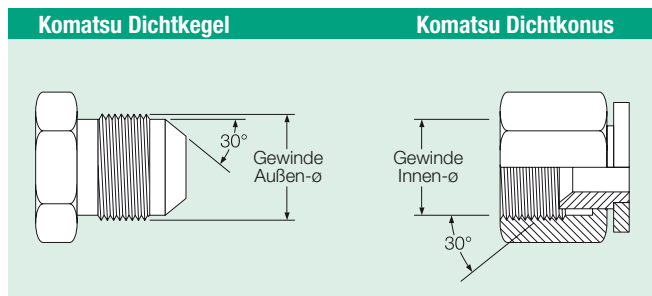 Komatsu Dichtkegel
Komatsu Dichtkonus
30°
Gewinde
Außen-ø
Gewinde
Innen-ø
30°